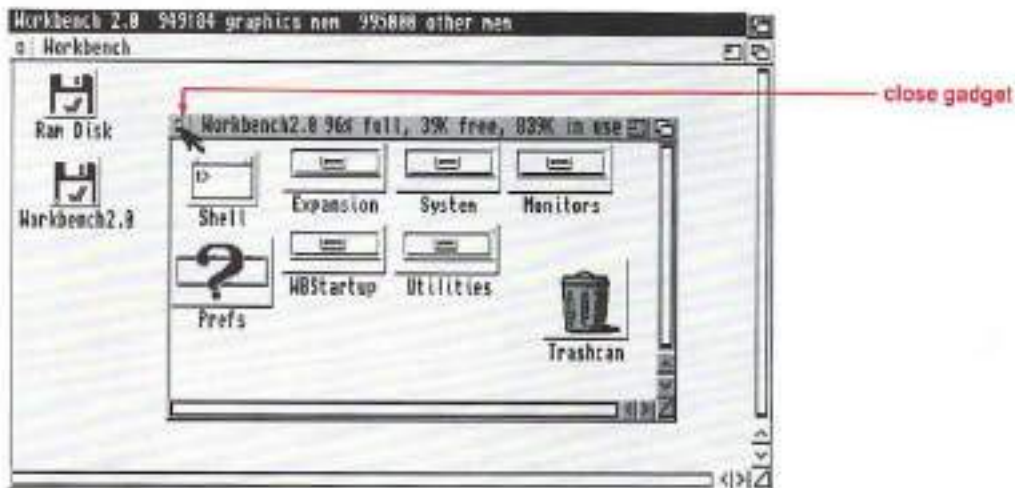 Workbench 2.0 949184 graphics mem 995088 other mem
Workbench
close gadget
Ram Disk
Workbench2.0 96% full, 39K free, 839K in use
Workbench2.0
Shell
Expansion
System
Monitors
Prefs
WBStartup
Utilities
Trashcan